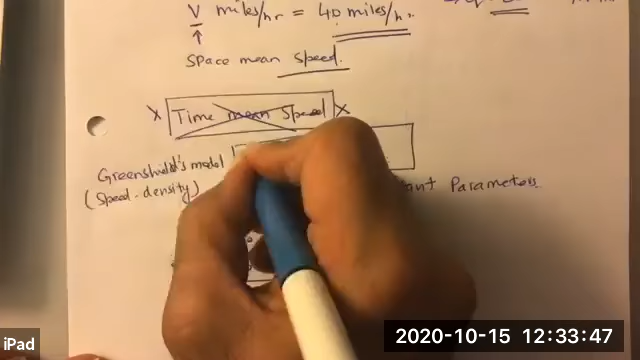 V miles/hr = 40 miles/hr.
Space mean speed.
X Time mean Speed X
Greenshield's model
(Speed-density)
Parameters
iPad
2020-10-15 12:33:47